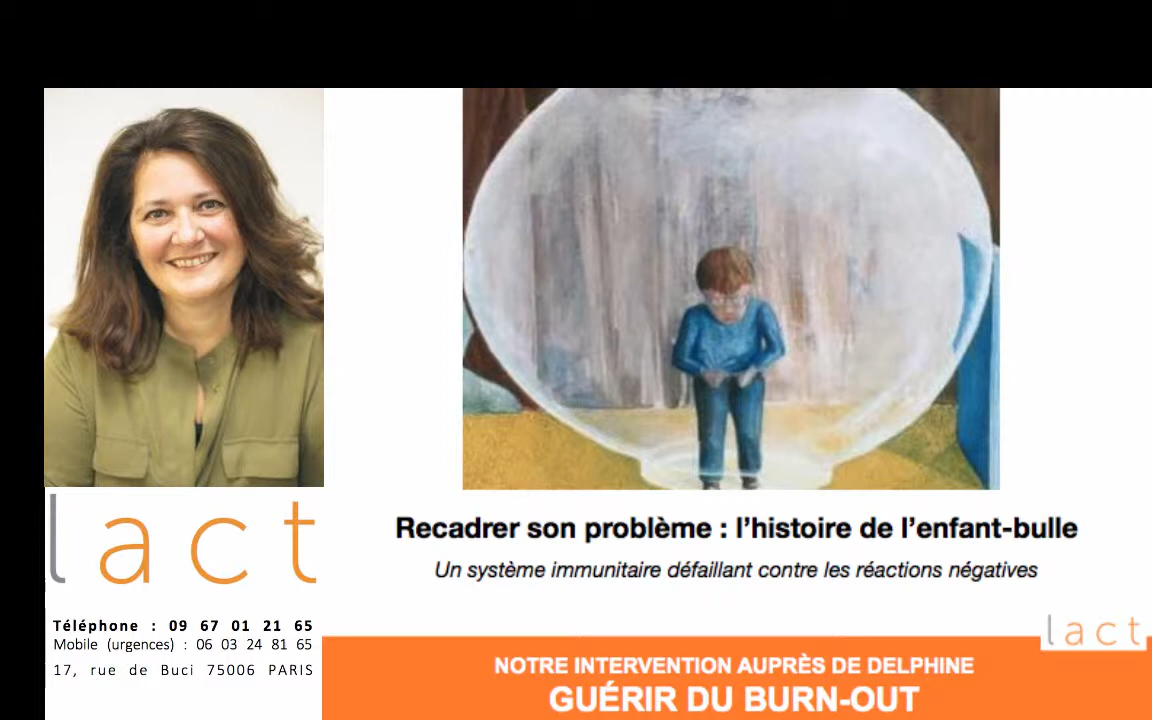 lact
Téléphone : 09 67 01 21 65
Mobile (urgences) : 06 03 24 81 65
17, rue de Buci 75006 PARIS
Recadrer son problème : l'histoire de l'enfant-bulle
Un système immunitaire défaillant contre les réactions négatives
lact
NOTRE INTERVENTION AUPRÈS DE DELPHINE
GUÉRIR DU BURN-OUT